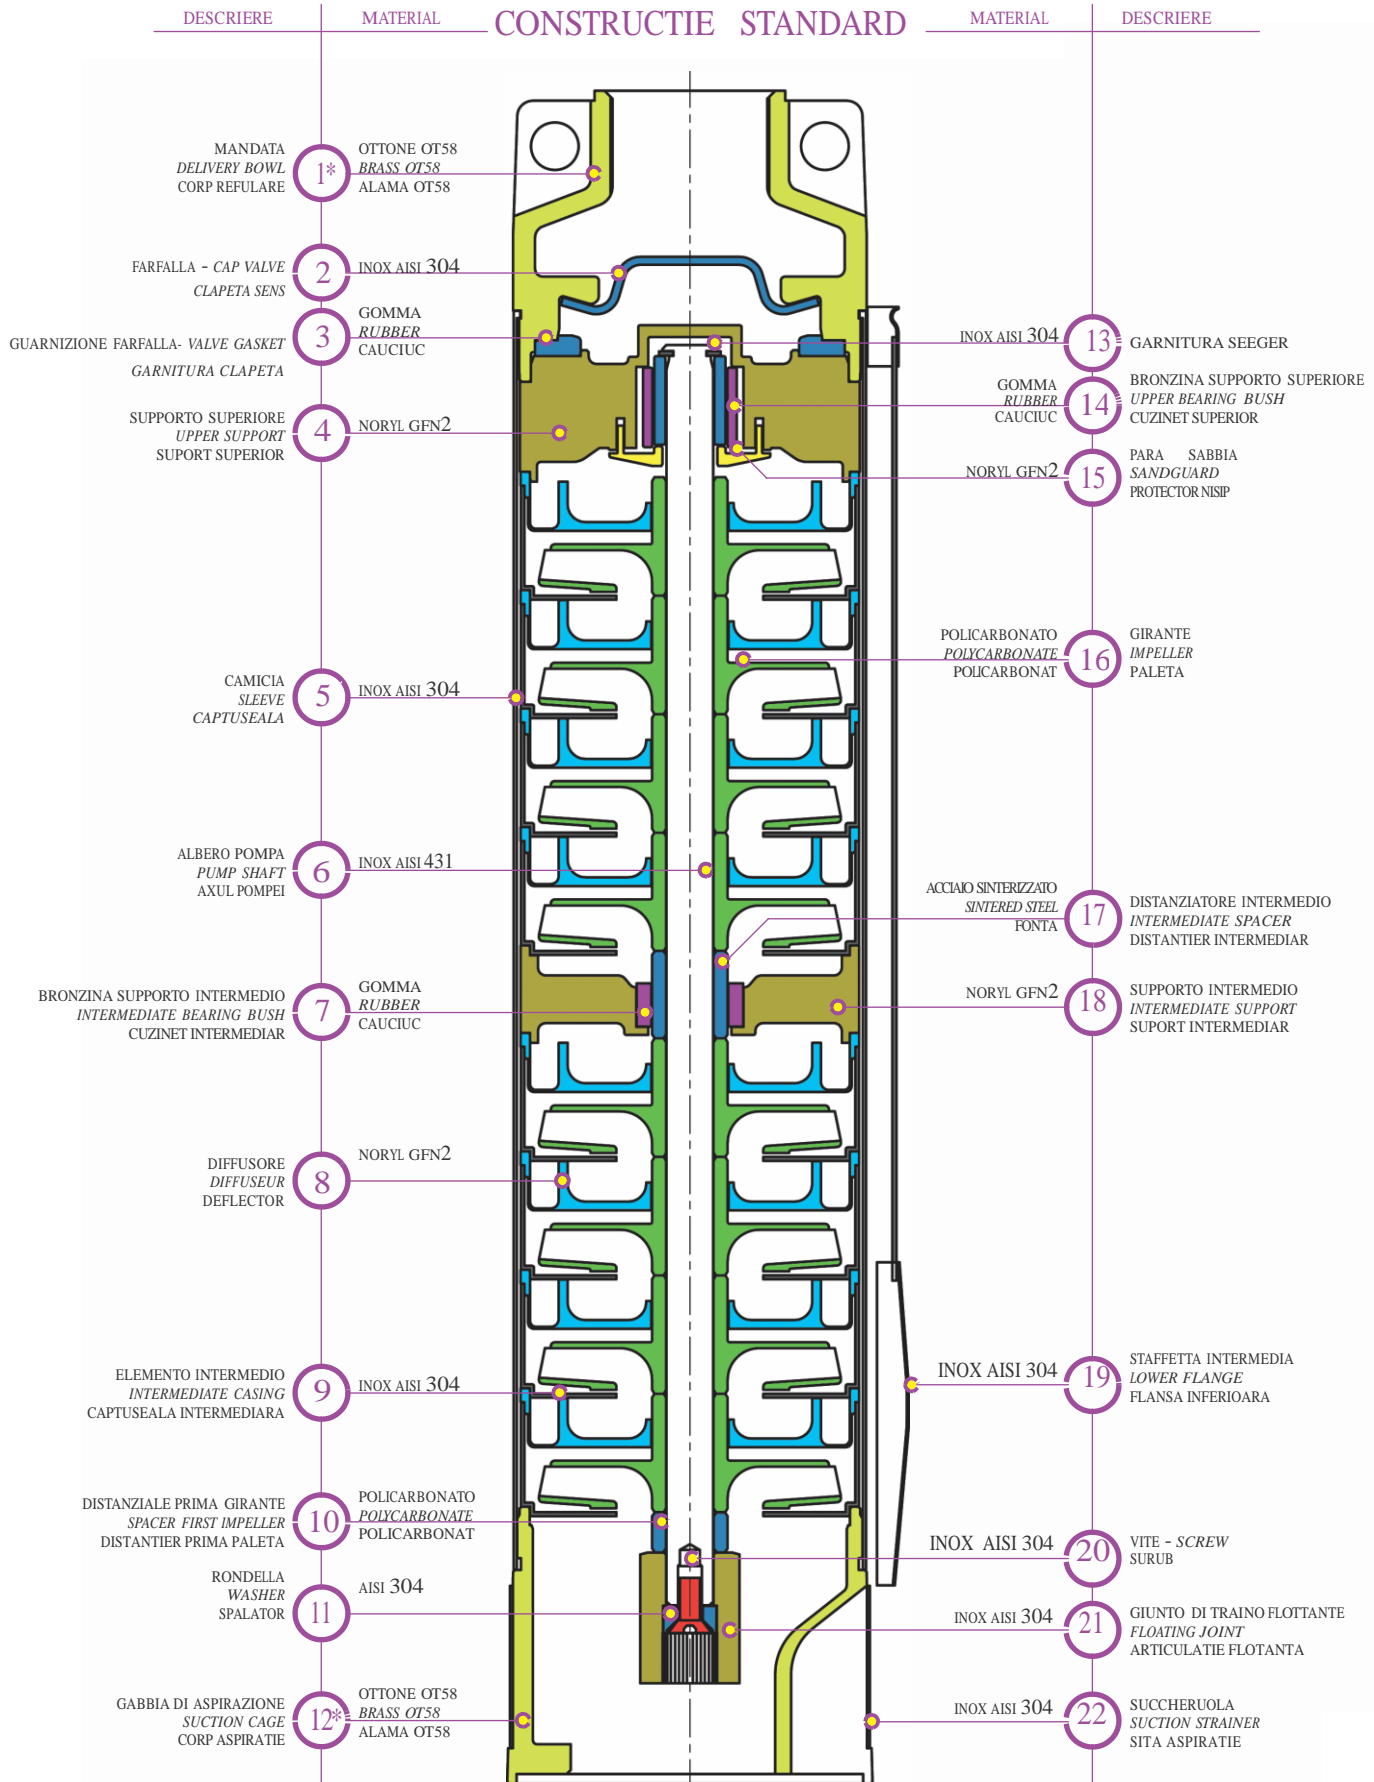 DESCRIERE
MATERIAL
CONSTRUCTIE STANDARD
MATERIAL
DESCRIERE
MANDATA
DELIVERY BOWL
CORP REFULARE
1*
OTTONE OT58
BRASS OT58
ALAMA OT58
FARFALLA - CAP VALVE
CLAPETA SENS
2
INOX AISI 304
GUARNIZIONE FARFALLA- VALVE GASKET
GARNITURA CLAPETA
3
GOMMA
RUBBER
CAUCIUC
SUPPORTO SUPERIORE
UPPER SUPPORT
SUPORT SUPERIOR
4
NORYL GFN2
CAMICIA
SLEEVE
CAPTUSEALA
5
INOX AISI 304
ALBERO POMPA
PUMP SHAFT
AXUL POMPEI
6
INOX AISI 431
BRONZINA SUPPORTO INTERMEDIO
INTERMEDIATE BEARING BUSH
CUZINET INTERMEDIAR
7
GOMMA
RUBBER
CAUCIUC
DIFFUSORE
DIFFUSEUR
DEFLECTOR
8
NORYL GFN2
ELEMENTO INTERMEDIO
INTERMEDIATE CASING
CAPTUSEALA INTERMEDIARA
9
INOX AISI 304
DISTANZIALE PRIMA GIRANTE
SPACER FIRST IMPELLER
DISTANTIER PRIMA PALETA
10
POLICARBONATO
POLYCARBONATE
POLICARBONAT
RONDELLA
WASHER
SPALATOR
11
AISI 304
GABBIA DI ASPIRAZIONE
SUCTION CAGE
CORP ASPIRATIE
12*
OTTONE OT58
BRASS OT58
ALAMA OT58
INOX AISI 304
13
GARNITURA SEEGER
GOMMA
RUBBER
CAUCIUC
14
BRONZINA SUPPORTO SUPERIORE
UPPER BEARING BUSH
CUZINET SUPERIOR
NORYL GFN2
15
PARA SABBIA
SANDGUARD
PROTECTOR NISIP
POLICARBONATO
POLYCARBONATE
POLICARBONAT
16
GIRANTE
IMPELLER
PALETA
ACCIAIO SINTERIZZATO
SINTERED STEEL
FONTA
17
DISTANZIATORE INTERMEDIO
INTERMEDIATE SPACER
DISTANTIER INTERMEDIAR
NORYL GFN2
18
SUPPORTO INTERMEDIO
INTERMEDIATE SUPPORT
SUPORT INTERMEDIAR
INOX AISI 304
19
STAFFETTA INTERMEDIA
LOWER FLANGE
FLANSA INFERIOARA
INOX AISI 304
20
VITE - SCREW
SURUB
INOX AISI 304
21
GIUNTO DI TRAINO FLOTTANTE
FLOATING JOINT
ARTICULATIE FLOTANTA
INOX AISI 304
22
SUCCHERUOLA
SUCTION STRAINER
SITA ASPIRATIE